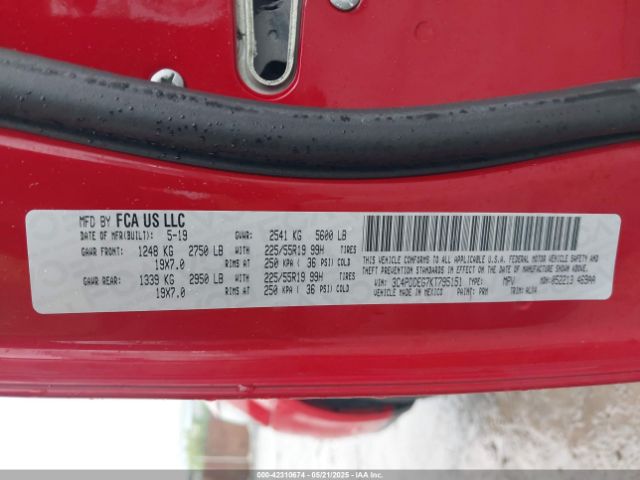 MFD BY FCA US LLC
DATE OF MFR(BUILT): 5-19 GVWR: 2541 KG 5600 LB
GAWR FRONT: 1248 KG 2750 LB WITH 225/55R19 99H TIRES
19X7.0 RIMS AT 250 KPA ( 36 PSI) COLD
GAWR REAR: 1339 KG 2950 LB WITH 225/55R19 99H TIRES
19X7.0 RIMS AT 250 KPA ( 36 PSI) COLD
THIS VEHICLE CONFORMS TO ALL APPLICABLE U.S.A. FEDERAL MOTOR VEHICLE SAFETY AND
THEFT PREVENTION STANDARDS IN EFFECT ON THE DATE OF MANUFACTURE SHOWN ABOVE.
VIN: 3C4PDDEG7KT795151 TYPE: MPV MDH: 052213 469AA
VEHICLE MADE IN MEXICO PAINT: PRM TRIM: ALDA
000-42310674 05/21/2025 IAA Inc.